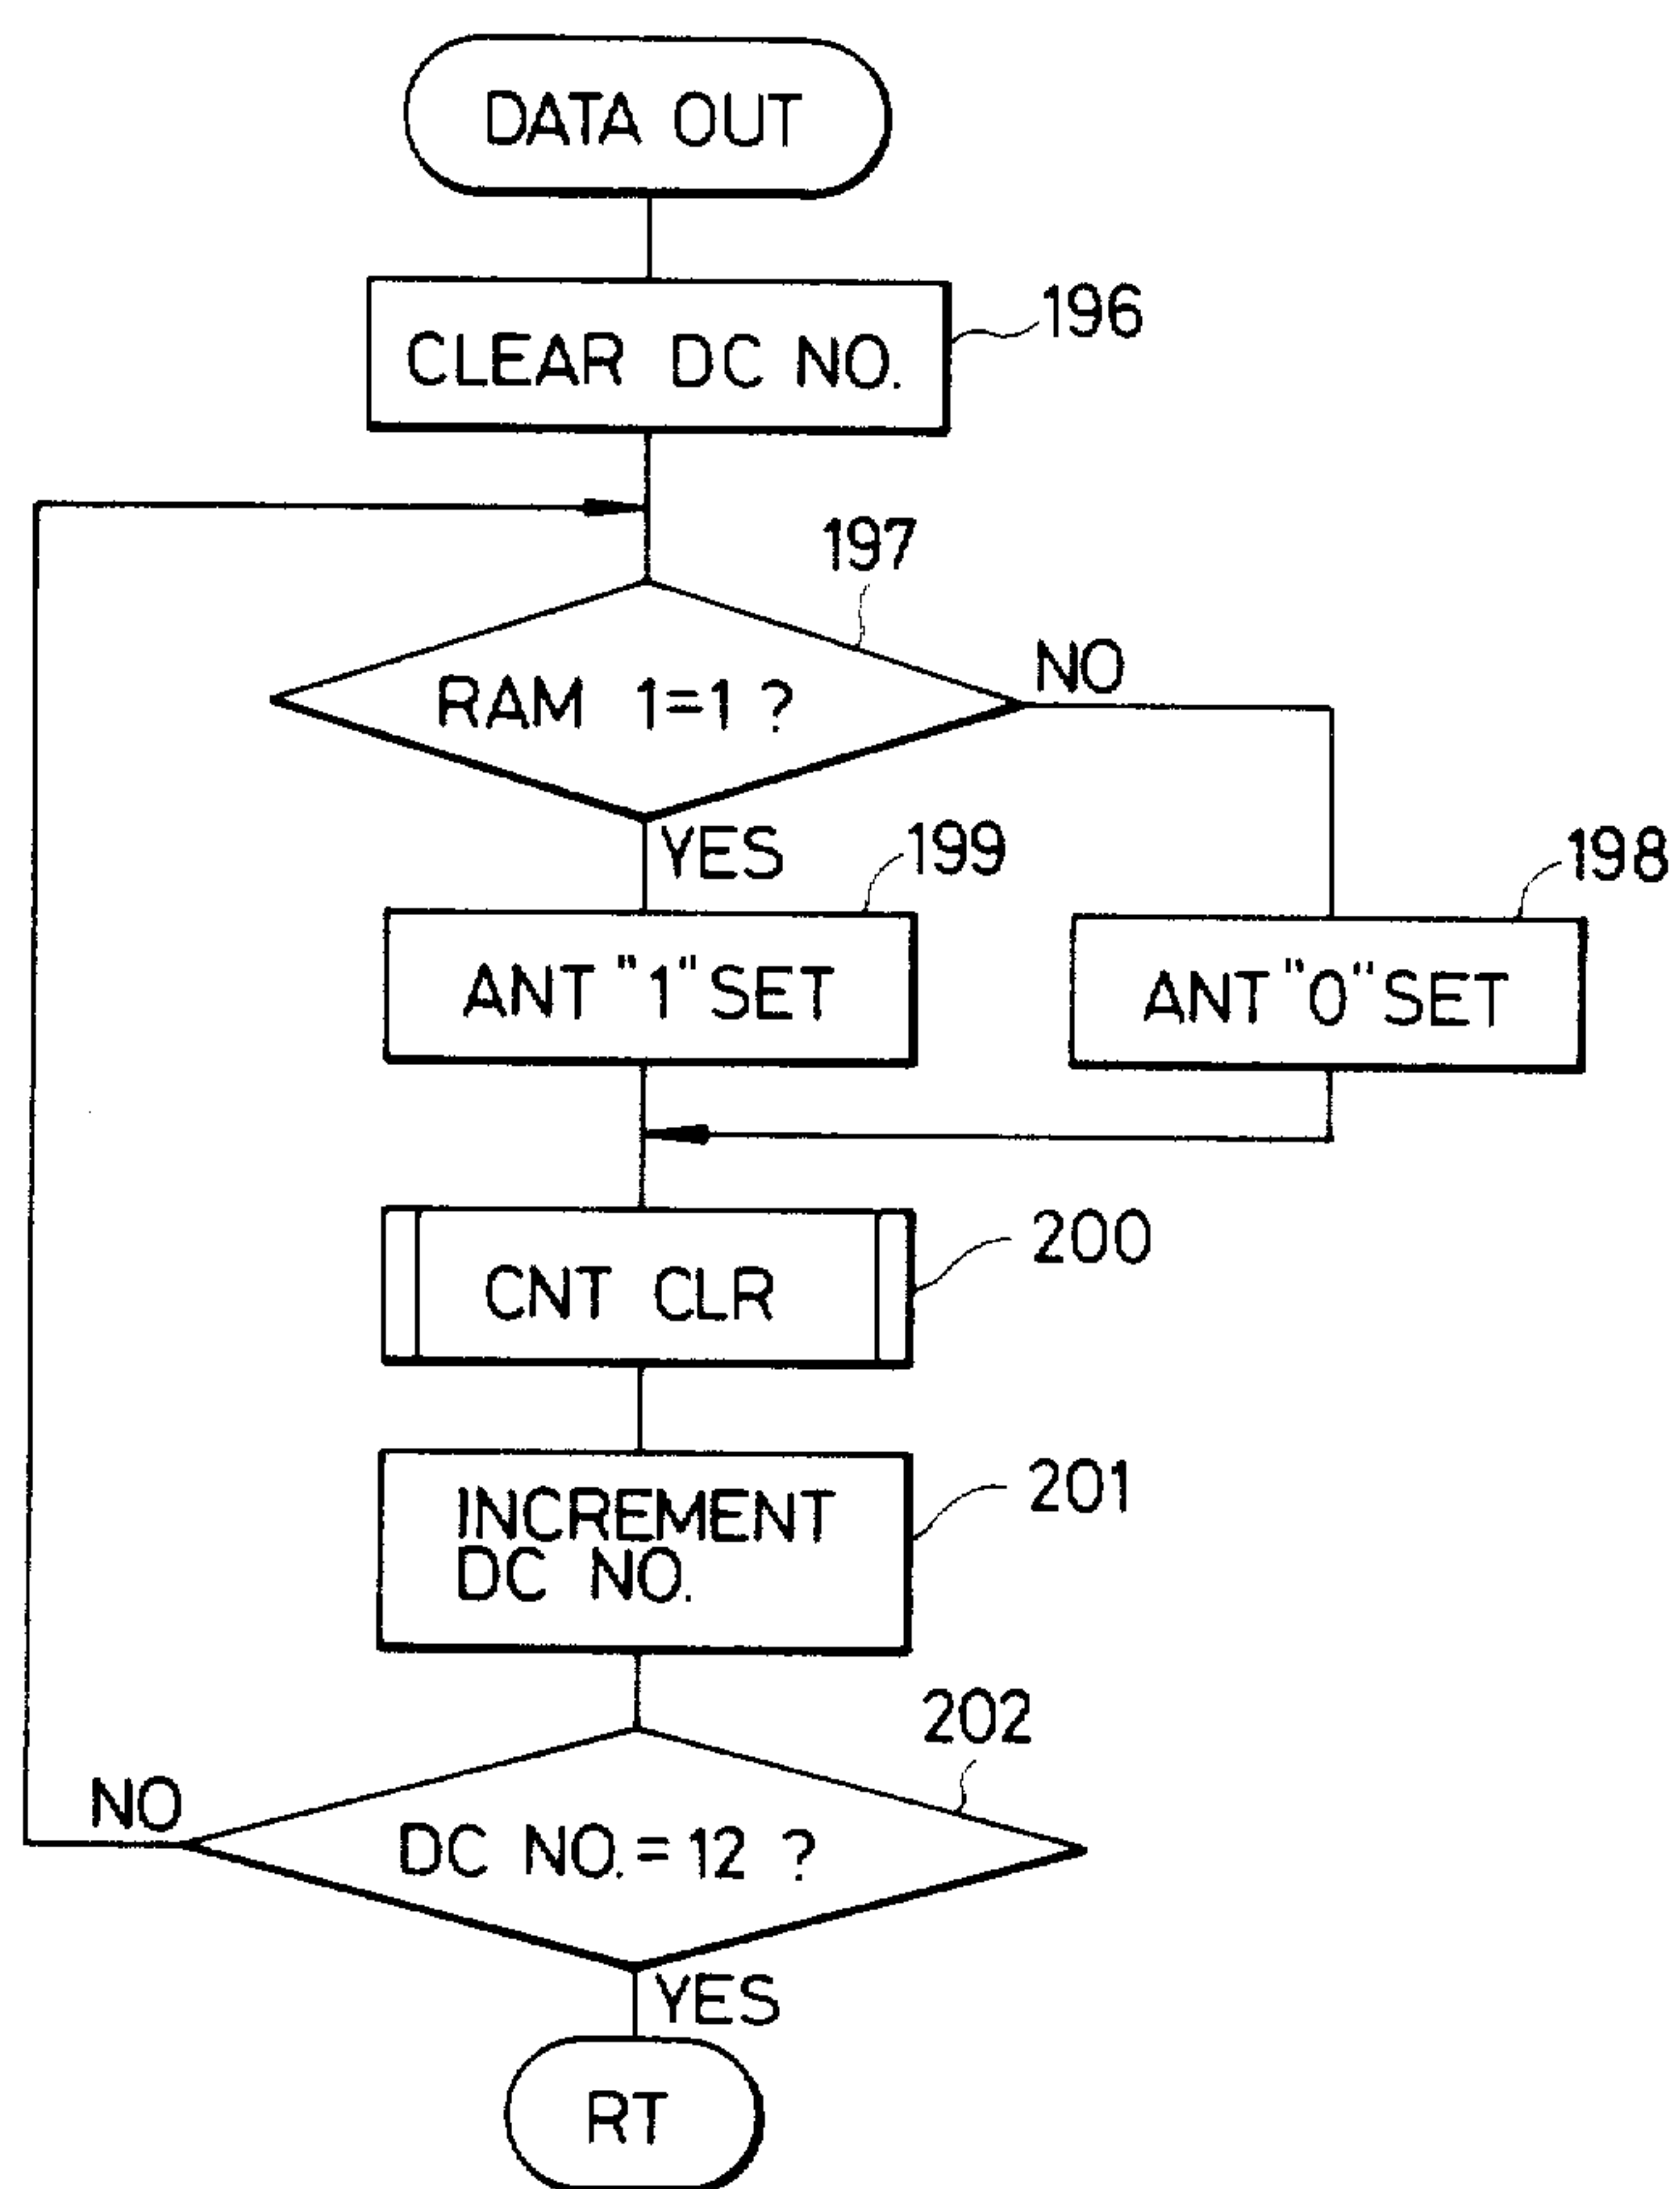 DATA OUT
CLEAR DC NO.
196
197
RAM 1=1 ?
NO
YES
199
198
ANT "1" SET
ANT "0" SET
CNT CLR
200
INCREMENT
DC NO.
201
202
NO
DC NO. = 12 ?
YES
RT